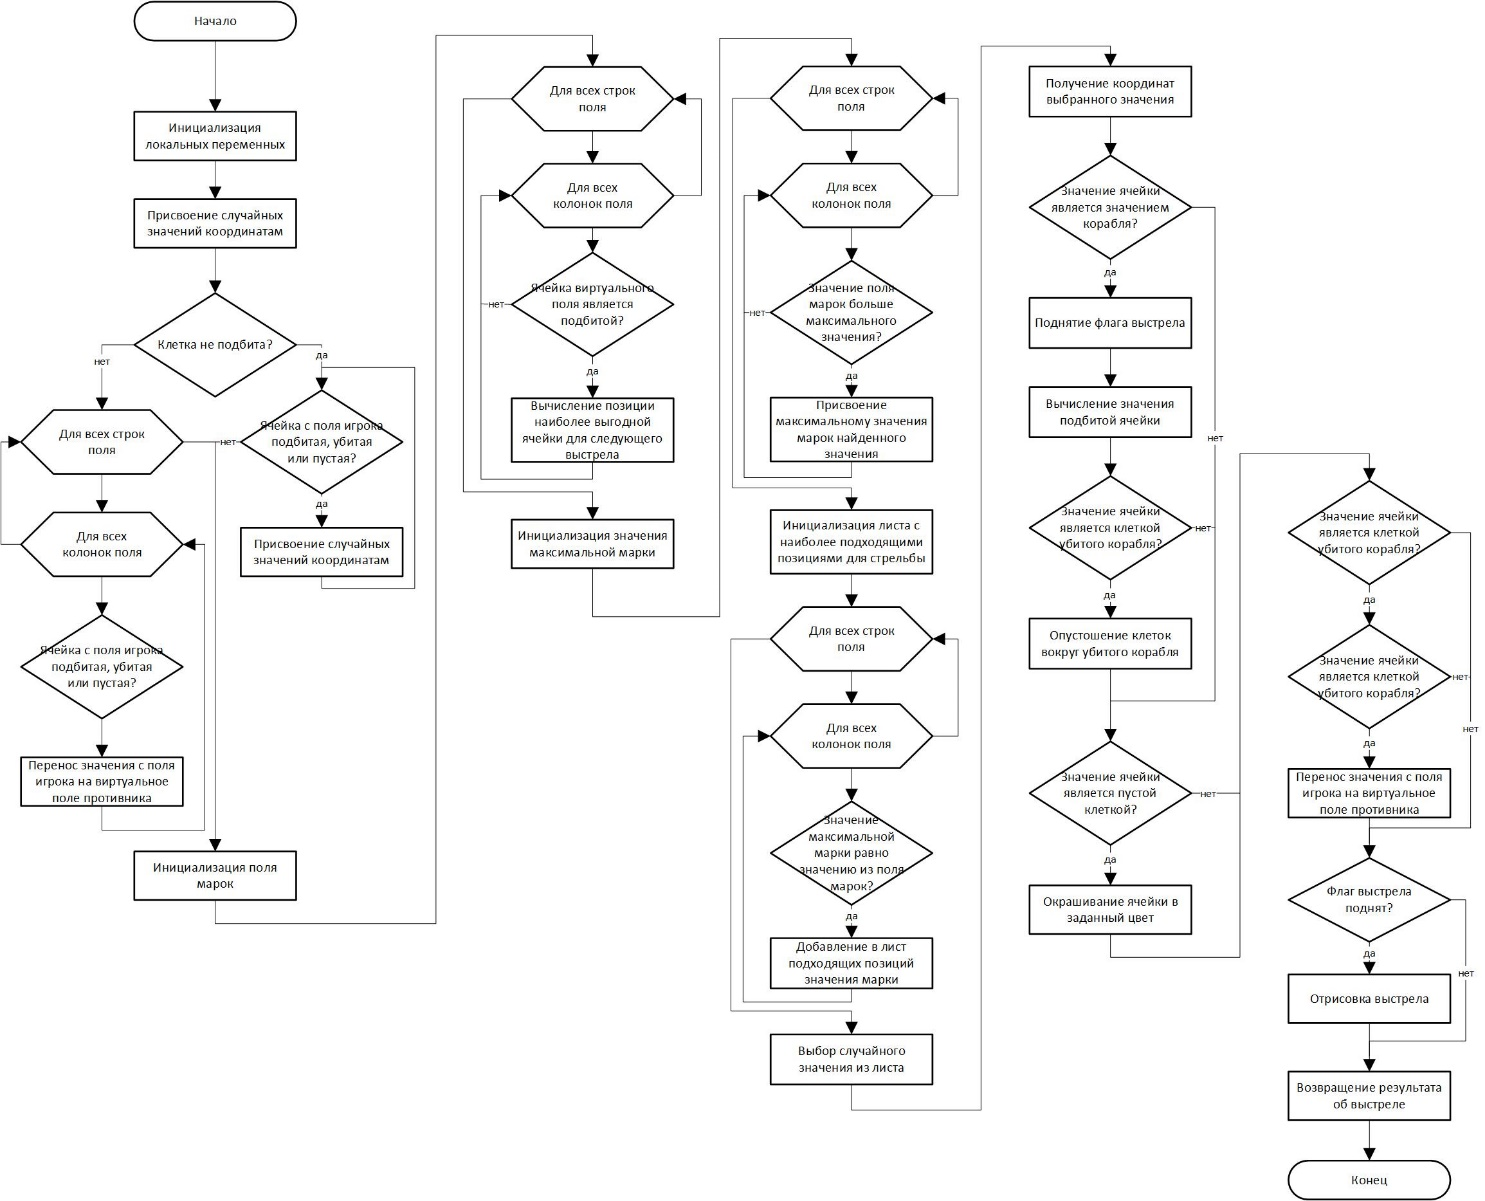 Начало
Инициализация
локальных переменных
Присвоение случайных
значений координатам
Клетка не подбита?
нет
да
Для всех строк
поля
нет
Ячейка с поля игрока
подбитая, убитая
или пустая?
да
Для всех
колонок поля
Присвоение случайных
значений координатам
Ячейка с поля игрока
подбитая, убитая
или пустая?
Перенос значения с поля
игрока на виртуальное
поле противника
Инициализация поля
марок
Для всех строк
поля
Для всех
колонок поля
Ячейка виртуального
поля является
подбитой?
нет
да
Вычисление позиции
наиболее выгодной
ячейки для следующего
выстрела
Инициализация значения
максимальной марки
Для всех строк
поля
Для всех
колонок поля
Значение поля
марок больше
максимального
значения?
нет
да
Присвоение
максимальному значения
марок найденного
значения
Инициализация листа с
наиболее подходящими
позициями для стрельбы
Для всех строк
поля
Для всех
колонок поля
Значение
максимальной
марки равно
значению из поля
марок?
да
Добавление в лист
подходящих позиций
значения марки
Выбор случайного
значения из листа
Получение координат
выбранного значения
Значение ячейки
является значением
корабля?
да
нет
Поднятие флага выстрела
Вычисление значения
подбитой ячейки
Значение ячейки
является клеткой
убитого корабля?
нет
да
Опустошение клеток
вокруг убитого корабля
Значение ячейки
является пустой
клеткой?
нет
да
Окрашивание ячейки в
заданный цвет
Значение ячейки
является клеткой
убитого корабля?
да
нет
Значение ячейки
является клеткой
убитого корабля?
нет
да
Перенос значения с поля
игрока на виртуальное
поле противника
Флаг выстрела
поднят?
да
нет
Отрисовка выстрела
Возвращение результата
об выстреле
Конец